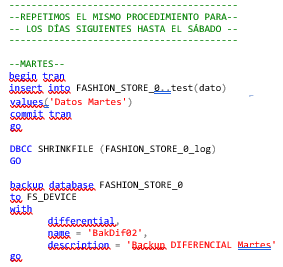 ----------------------------------------
--REPETIMOS EL MISMO PROCEDIMIENTO PARA--
-- LOS DÍAS SIGUIENTES HASTA EL SÁBADO --
----------------------------------------
--MARTES--
begin tran
insert into FASHION_STORE_0..test(dato)
values('Datos Martes')
commit tran
go
DBCC SHRINKFILE (FASHION_STORE_0_log)
GO
backup database FASHION_STORE_0
to FS_DEVICE
with
differential,
name = 'BakDif02',
description = 'Backup DIFERENCIAL Martes'
go